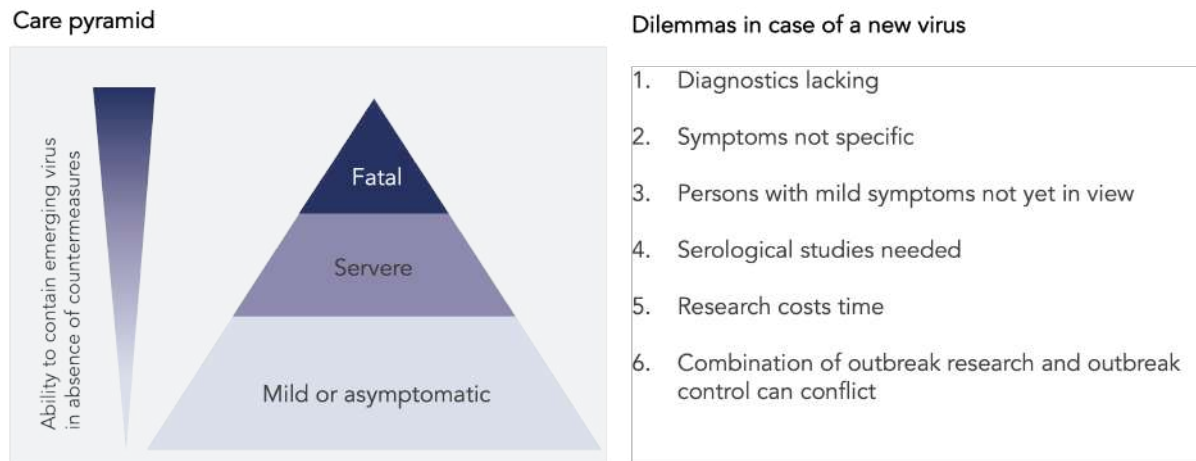 Care pyramid
Ability to contain emerging virus
in absence of countermeasures
Fatal
Servere
Mild or asymptomatic
Dilemmas in case of a new virus
1. Diagnostics lacking
2. Symptoms not specific
3. Persons with mild symptoms not yet in view
4. Serological studies needed
5. Research costs time
6. Combination of outbreak research and outbreak
control can conflict